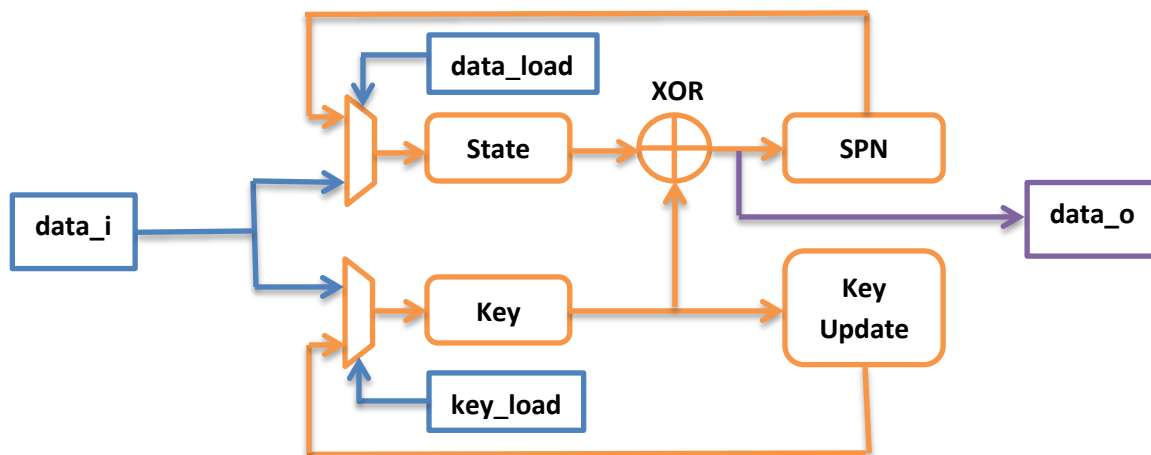 data_load
XOR
State
SPN
data_i
data_o
Key
Key
Update
key_load